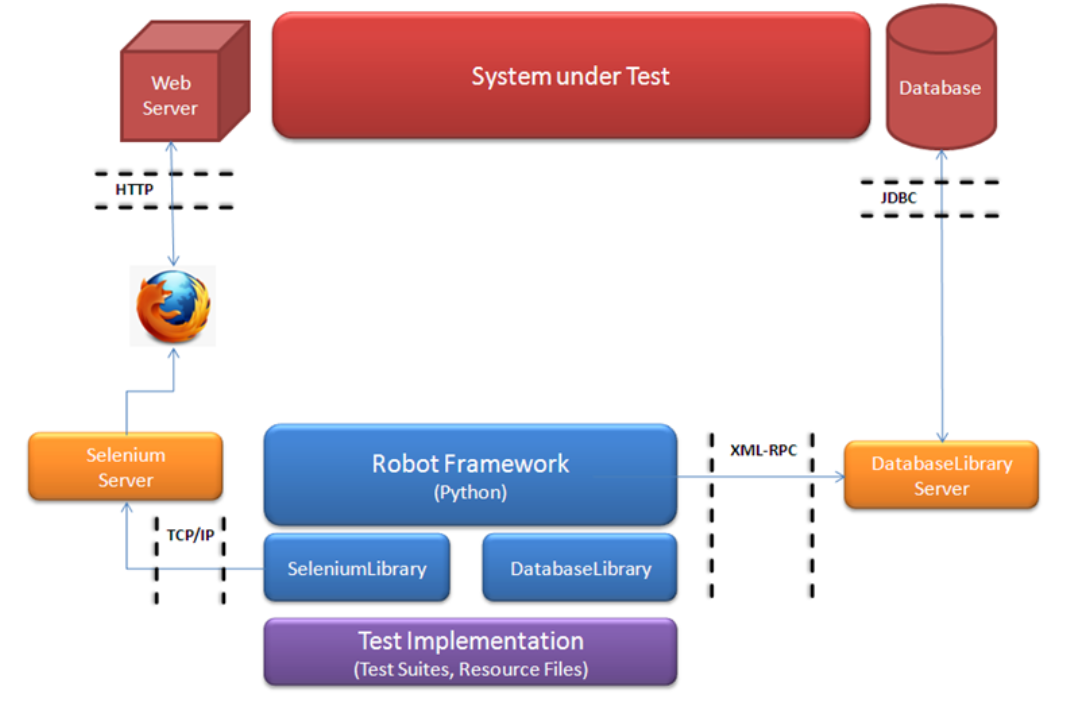 Web
Server
System under Test
Database
HTTP
JDBC
Selenium
Server
Robot Framework
(Python)
XML-RPC
DatabaseLibrary
Server
TCP/IP
SeleniumLibrary
DatabaseLibrary
Test Implementation
(Test Suites, Resource Files)